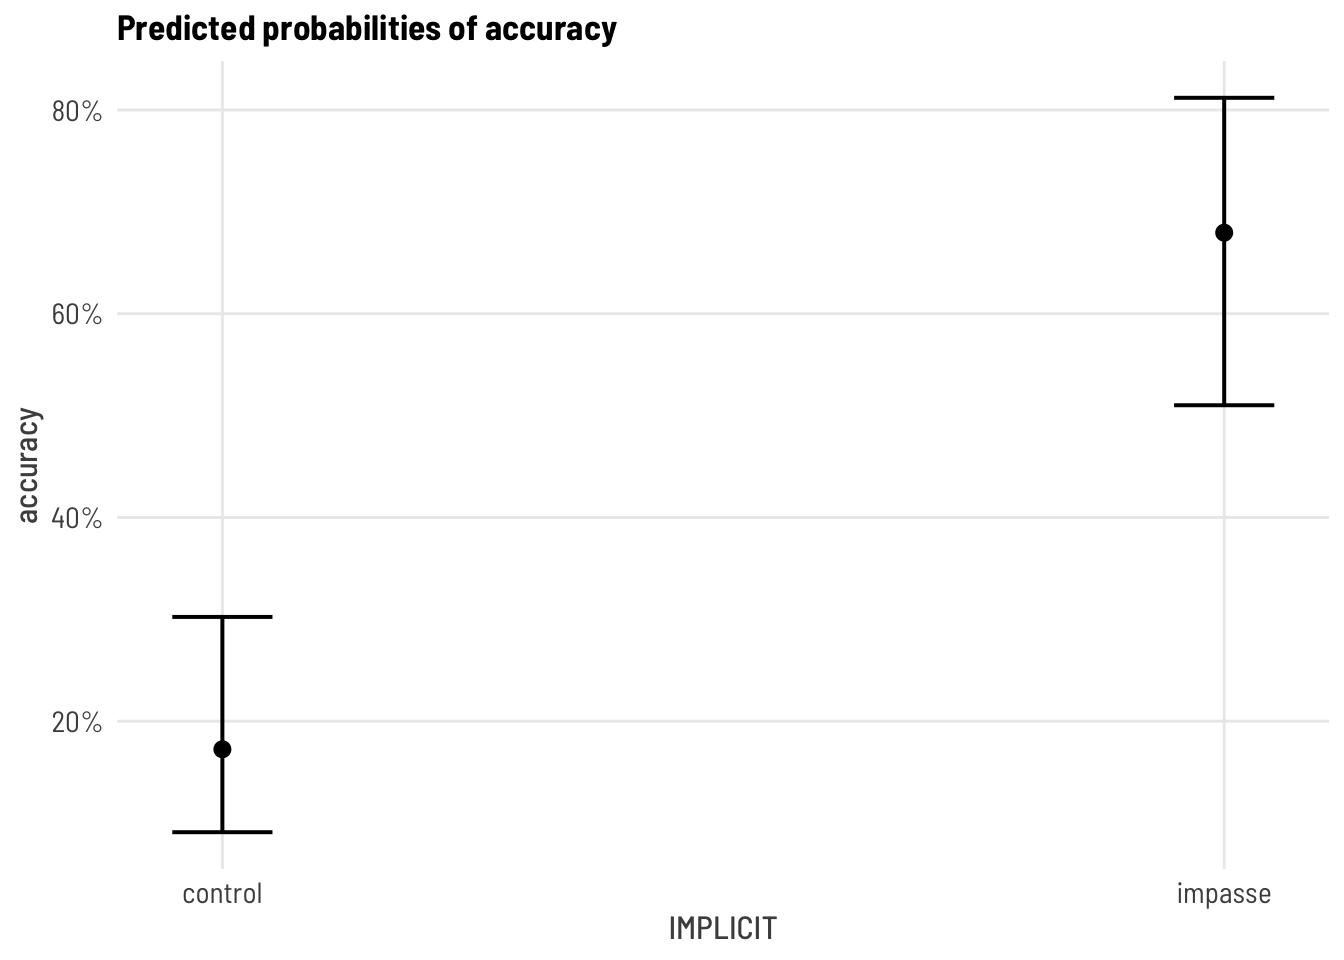 Predicted probabilities of accuracy
80%
60%
40%
20%
accuracy
control
impasse
IMPLICIT